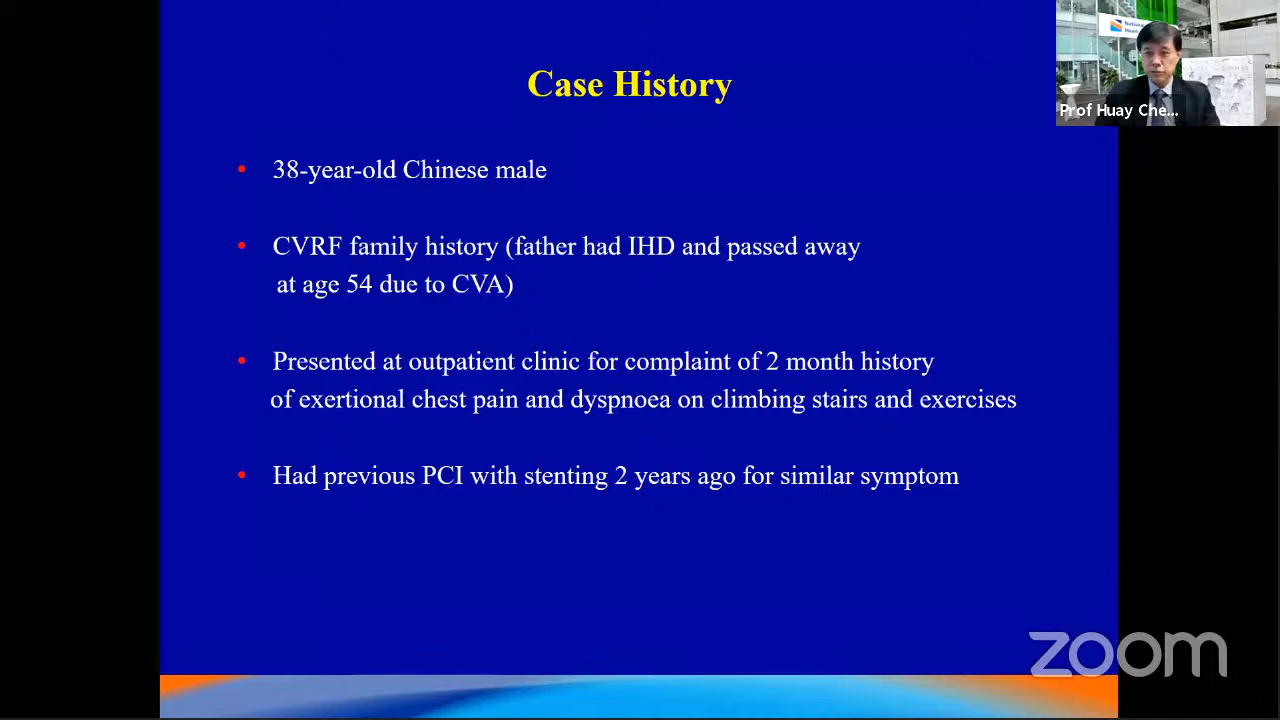 Case History
• 38-year-old Chinese male
• CVRF family history (father had IHD and passed away
at age 54 due to CVA)
• Presented at outpatient clinic for complaint of 2 month history
of exertional chest pain and dyspnoea on climbing stairs and exercises
• Had previous PCI with stenting 2 years ago for similar symptom
National
Prof Huay Che...
zoom